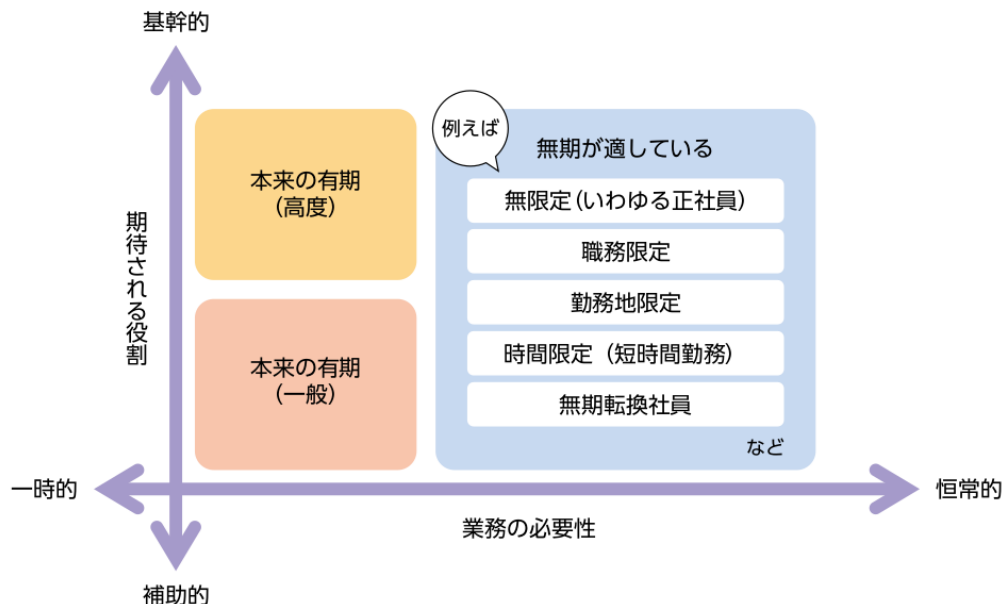 基幹的
例えば
無期が適している
本来の有期
（高度）
無限定（いわゆる正社員）
職務限定
期待される役割
勤務地限定
時間限定（短時間勤務）
本来の有期
（一般）
無期転換社員
など
一時的
恒常的
業務の必要性
補助的